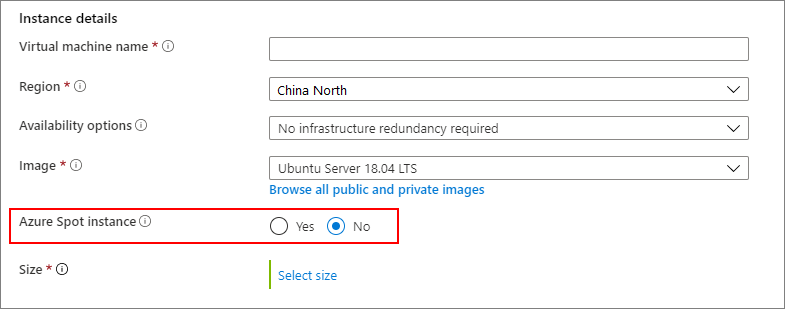 Instance details
Virtual machine name *
Region * China North
Availability options No infrastructure redundancy required
Image * Ubuntu Server 18.04 LTS
Browse all public and private images
Azure Spot instance Yes No
Size * Select size